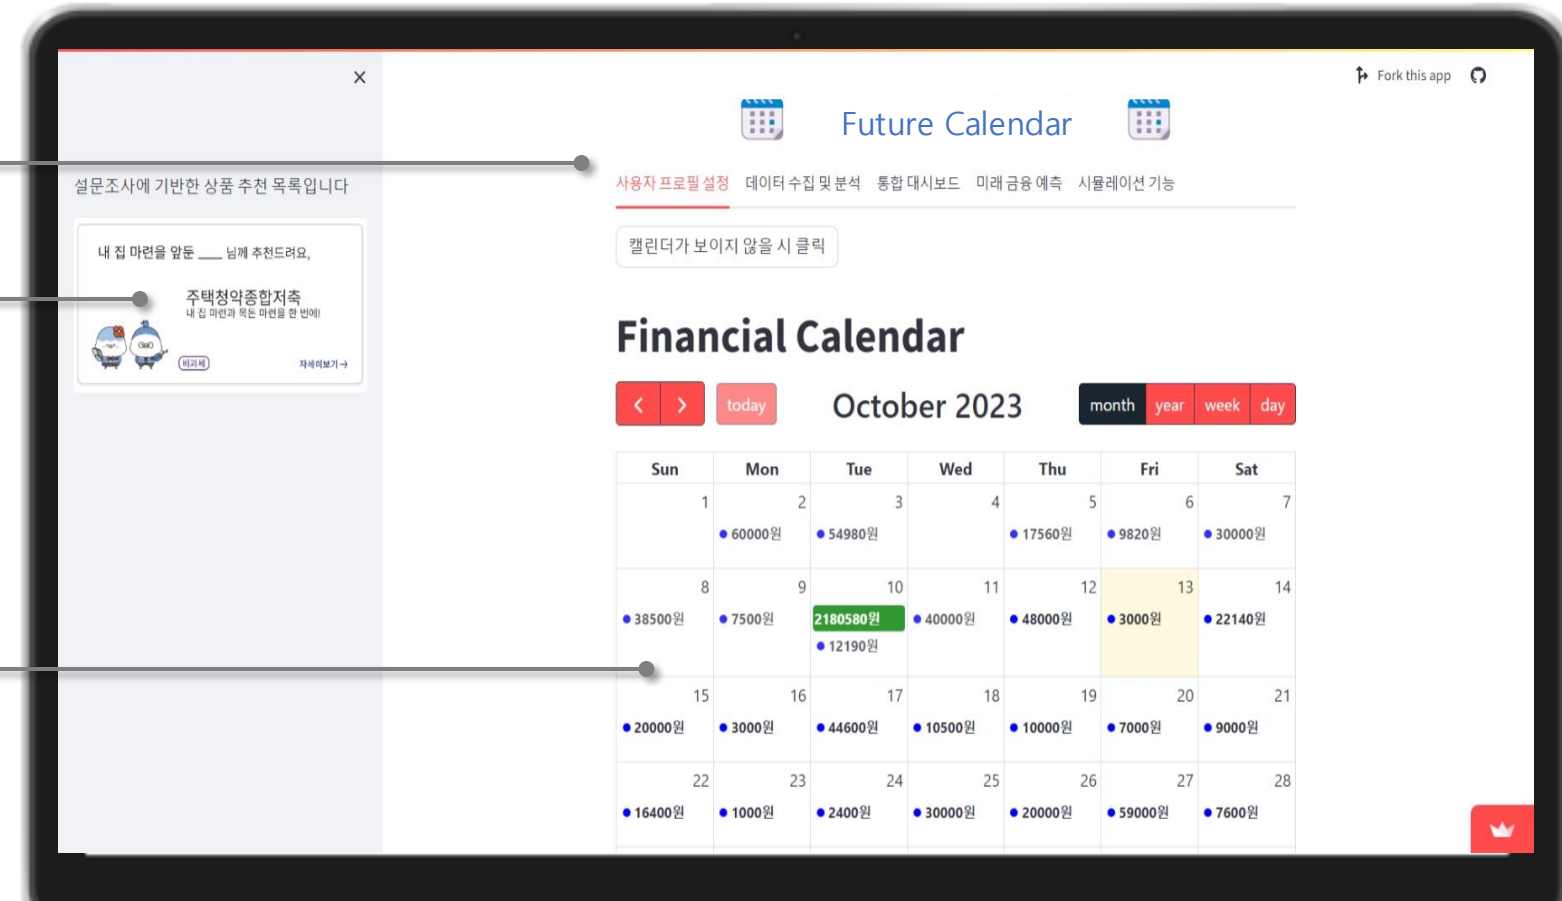 Fork this app
Future Calendar
설문조사에 기반한 상품 추천 목록입니다
내 집 마련을 앞둔 ____ 님께 추천드려요,
주택청약종합저축
내 집 마련과 목돈 마련을 한 번에!
비과세
자세히보기→
사용자 프로필 설정 데이터 수집 및 분석 통합 대시보드 미래 금융 예측 시뮬레이션 기능
캘린더가 보이지 않을 시 클릭
Financial Calendar
today October 2023 month year week day
Sun Mon Tue Wed Thu Fri Sat
1 2 3 4 5 6 7
60000원 54980원 17560원 9820원 30000원
8 9 10 11 12 13 14
38500원 7500원 2180580원 40000원 48000원 3000원 22140원
12190원
15 16 17 18 19 20 21
20000원 3000원 44600원 10500원 10000원 7000원 9000원
22 23 24 25 26 27 28
16400원 1000원 2400원 30000원 20000원 59000원 7600원